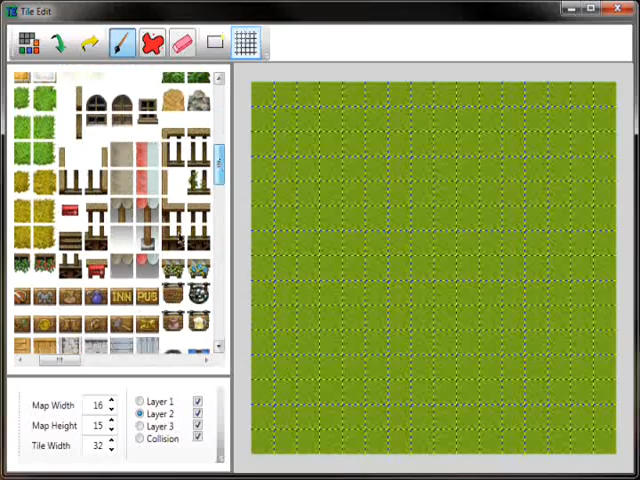 Tile Edit
INN PUB
Map Width 16
Map Height 15
Tile Width 32
Layer 1
Layer 2
Layer 3
Collision